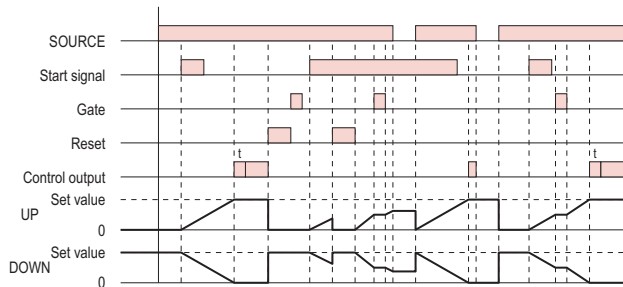 SOURCE
Start signal
Gate
Reset
t
t
Control output
Set value
UP
0
Set value
DOWN
0